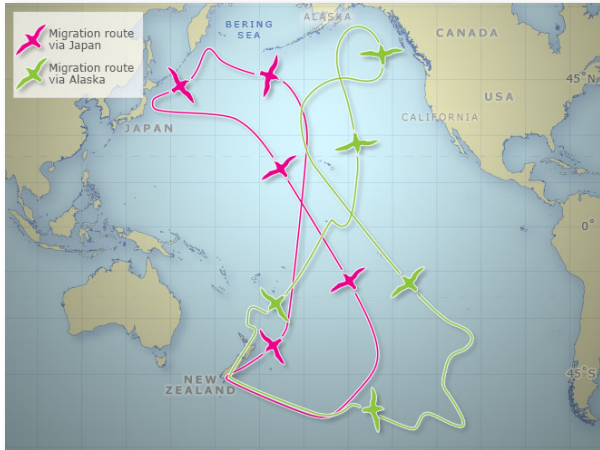 Migration route
via Japan
Migration route
via Alaska
BERING
SEA
ALASKA
CANADA
45°N
USA
CALIFORNIA
JAPAN
0°
45°S
NEW
ZEALAND